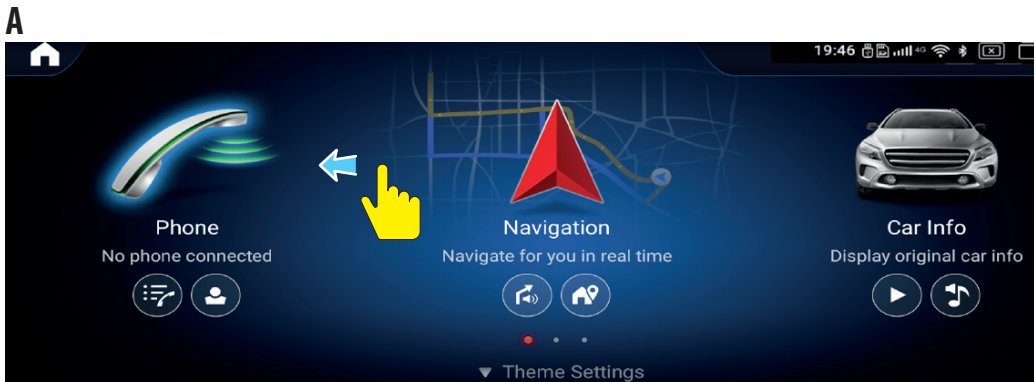 A
19:46 4G
Phone
No phone connected
Navigation
Navigate for you in real time
Car Info
Display original car info
Theme Settings